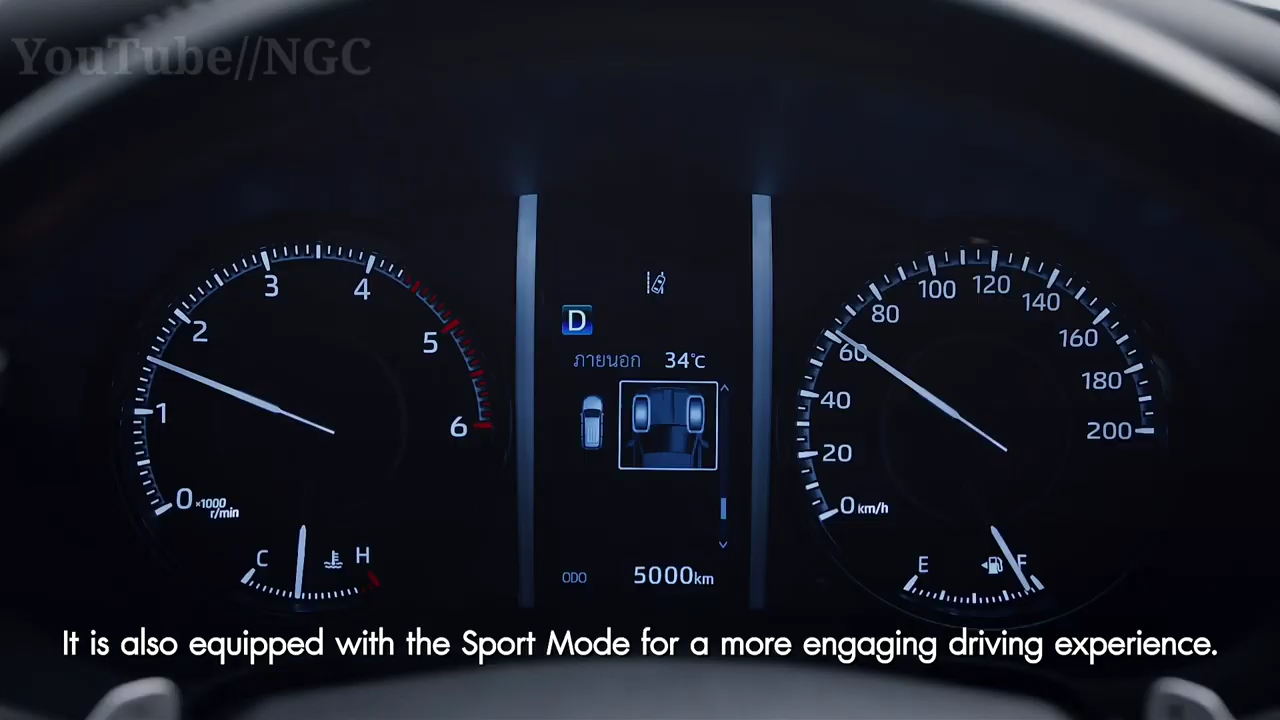 YouTube//NGC
3
4
2
5
1
6
0 ×1000
r/min
C
H
D
ภายนอก 34°C
ODO 5000km
100
120
80
140
60
160
40
180
20
200
0 km/h
E
F
It is also equipped with the Sport Mode for a more engaging driving experience.